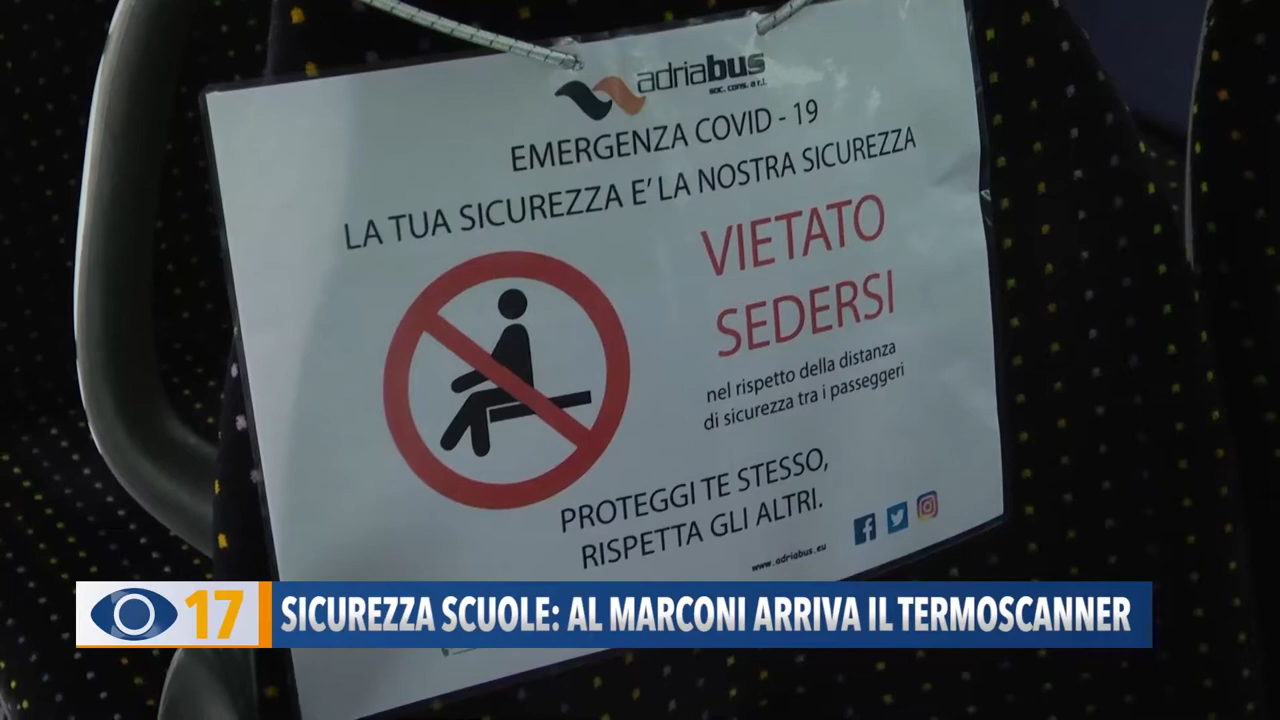 adriabus
soc. cons. a r.l.
EMERGENZA COVID - 19
LA TUA SICUREZZA E' LA NOSTRA SICUREZZA
VIETATO
SEDERSI
nel rispetto della distanza
di sicurezza tra i passeggeri
PROTEGGI TE STESSO,
RISPETTA GLI ALTRI.
www.adriabus.eu
17
SICUREZZA SCUOLE: AL MARCONI ARRIVA IL TERMOSCANNER